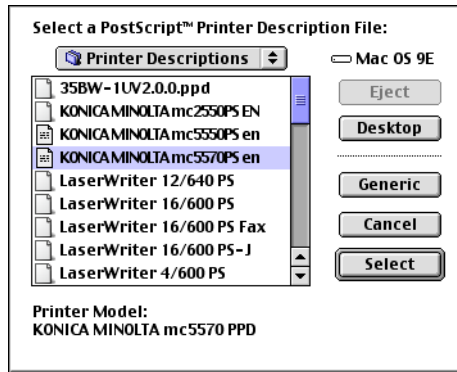 Select a PostScript™ Printer Description File:
Printer Descriptions
Mac OS 9E
35BW-1UV2.0.0.ppd
KONICA MINOLTA mc2550PS EN
KONICA MINOLTA mc5550PS en
KONICA MINOLTA mc5570PS en
LaserWriter 12/640 PS
LaserWriter 16/600 PS
LaserWriter 16/600 PS Fax
LaserWriter 16/600 PS-J
LaserWriter 4/600 PS
Eject
Desktop
Generic
Cancel
Select
Printer Model:
KONICA MINOLTA mc5570 PPD